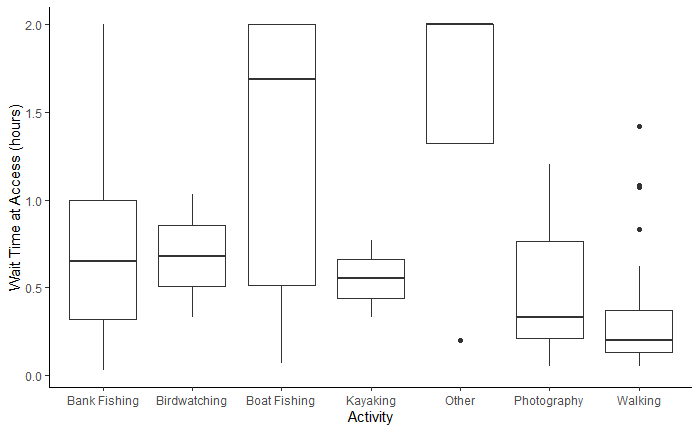 Wait Time at Access (hours)
2.0
1.5
1.0
0.5
0.0
Bank Fishing Birdwatching Boat Fishing Kayaking Other Photography Walking
Activity